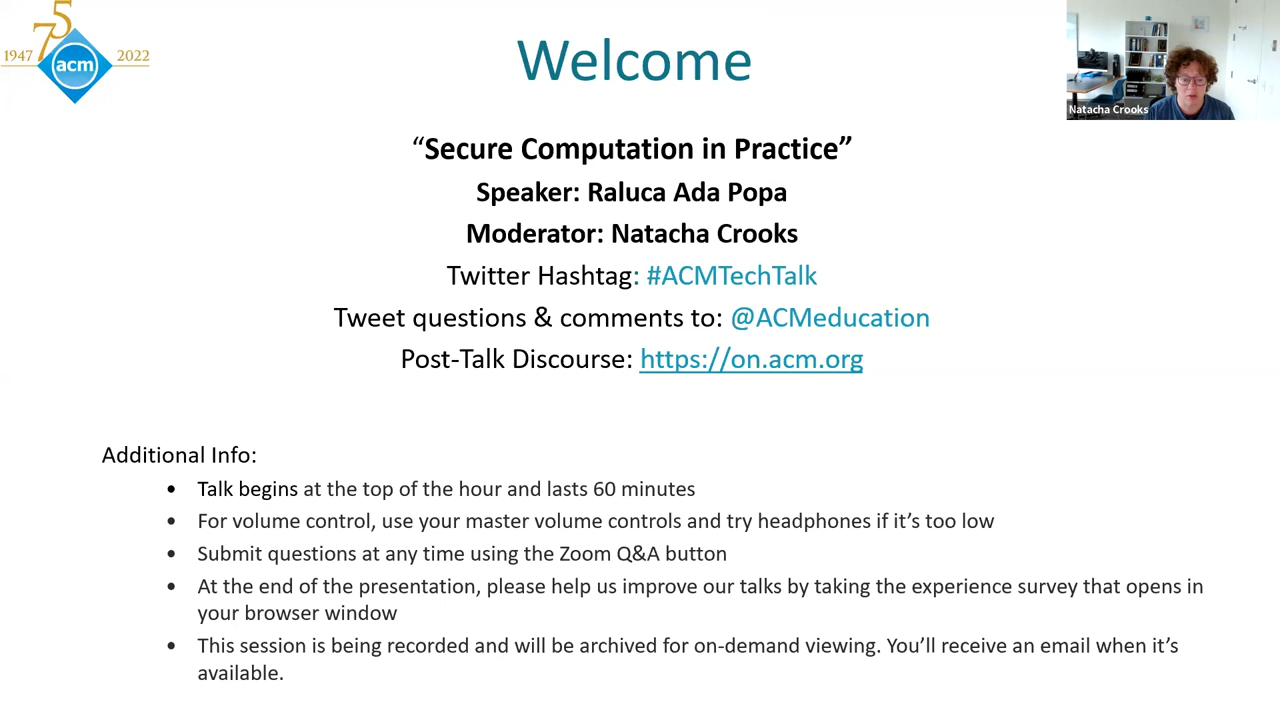 75
1947 2022
acm
Welcome
Natacha Crooks
“Secure Computation in Practice”
Speaker: Raluca Ada Popa
Moderator: Natacha Crooks
Twitter Hashtag: #ACMTechTalk
Tweet questions & comments to: @ACMeducation
Post-Talk Discourse: https://on.acm.org
Additional Info:
• Talk begins at the top of the hour and lasts 60 minutes
• For volume control, use your master volume controls and try headphones if it’s too low
• Submit questions at any time using the Zoom Q&A button
• At the end of the presentation, please help us improve our talks by taking the experience survey that opens in
your browser window
• This session is being recorded and will be archived for on-demand viewing. You’ll receive an email when it’s
available.